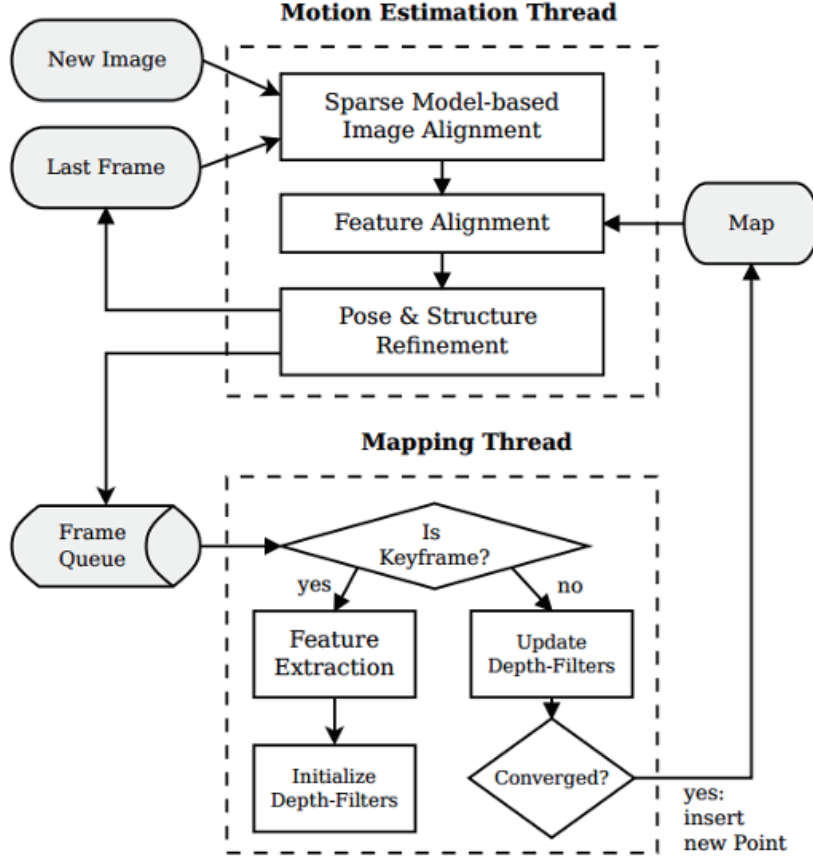 Motion Estimation Thread
New Image
Sparse Model-based
Image Alignment
Last Frame
Feature Alignment
Map
Pose & Structure
Refinement
Mapping Thread
Frame
Queue
Is
Keyframe?
yes
no
Feature
Extraction
Update
Depth-Filters
Initialize
Depth-Filters
Converged?
yes:
insert
new Point